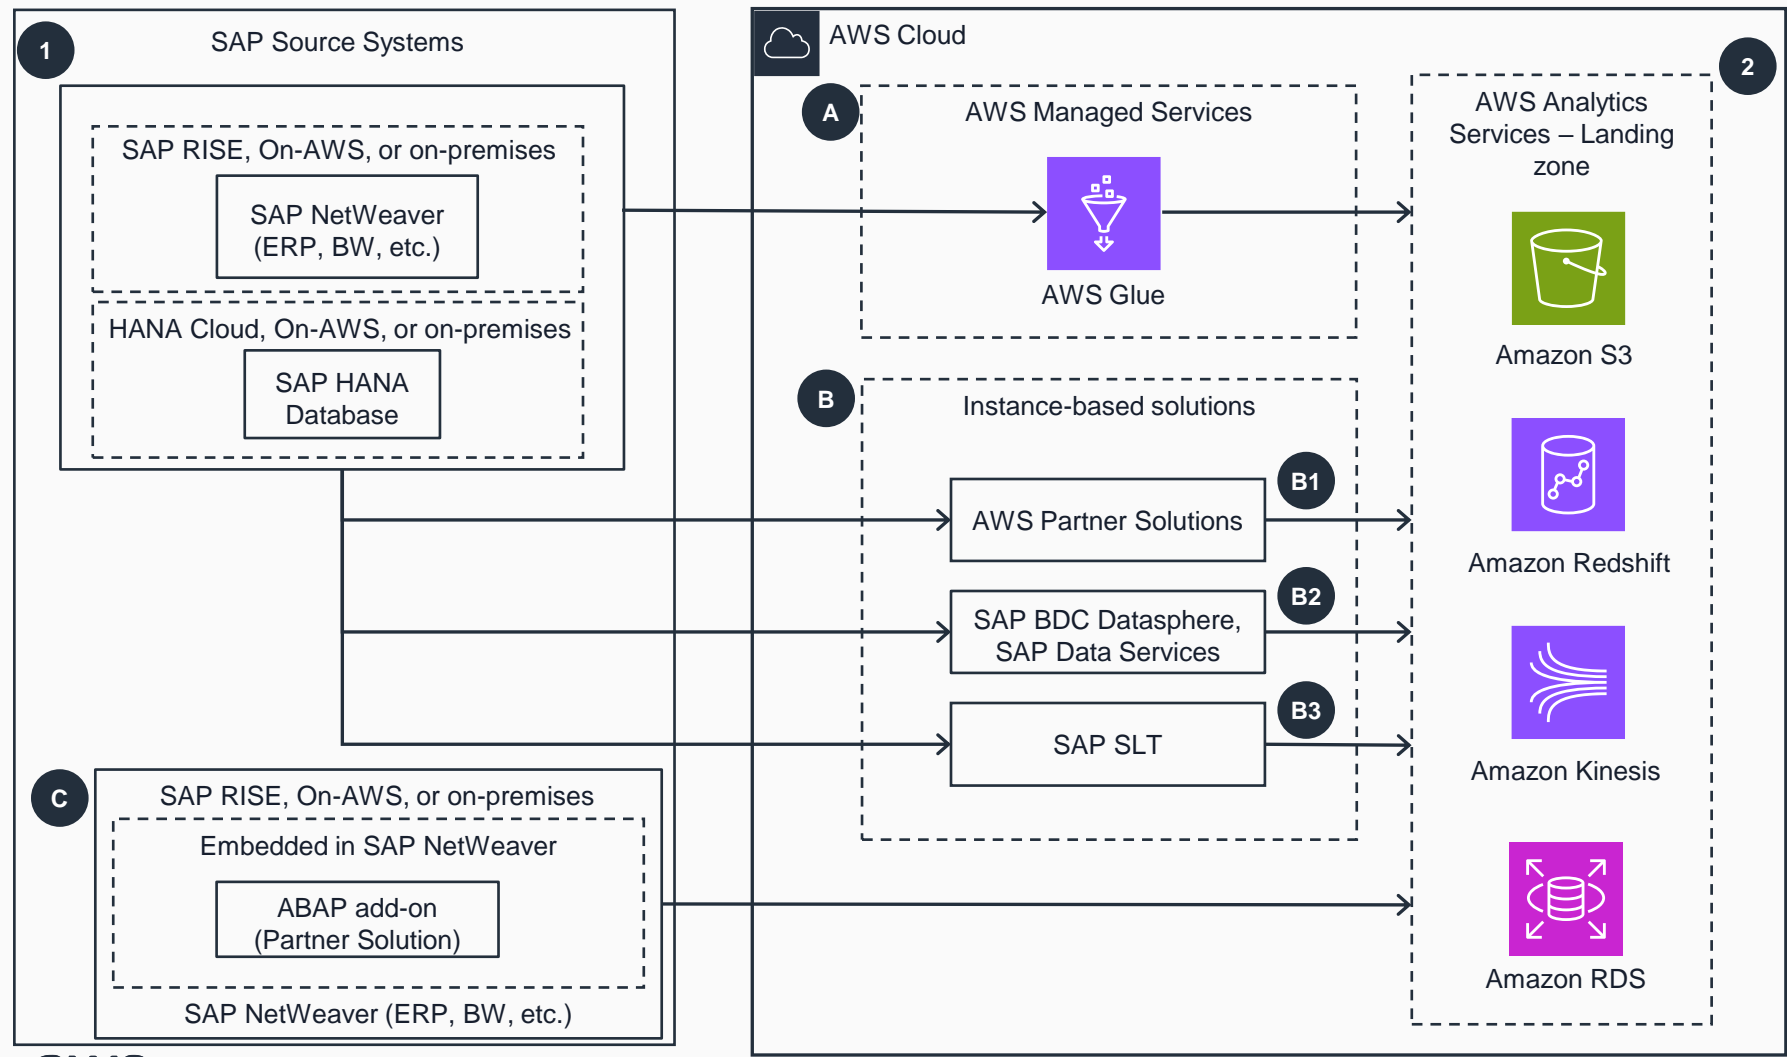 1
SAP Source Systems
SAP RISE, On-AWS, or on-premises
SAP NetWeaver
(ERP, BW, etc.)
HANA Cloud, On-AWS, or on-premises
SAP HANA
Database
C
SAP RISE, On-AWS, or on-premises
Embedded in SAP NetWeaver
ABAP add-on
(Partner Solution)
SAP NetWeaver (ERP, BW, etc.)
AWS Cloud
A
AWS Managed Services
AWS Glue
B
Instance-based solutions
B1
AWS Partner Solutions
B2
SAP BDC Datasphere,
SAP Data Services
B3
SAP SLT
2
AWS Analytics
Services – Landing
zone
Amazon S3
Amazon Redshift
Amazon Kinesis
Amazon RDS